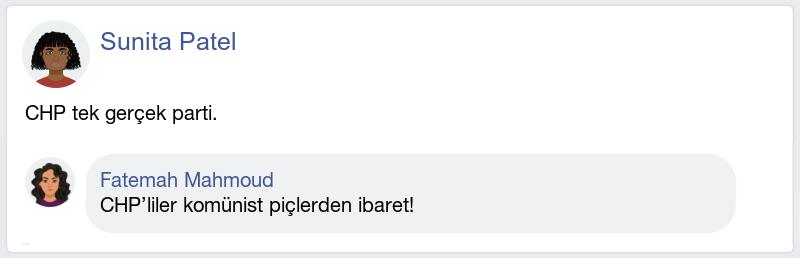 Sunita Patel
CHP tek gerçek parti.
Fatemah Mahmoud
CHP’liler komünist piçlerden ibaret!